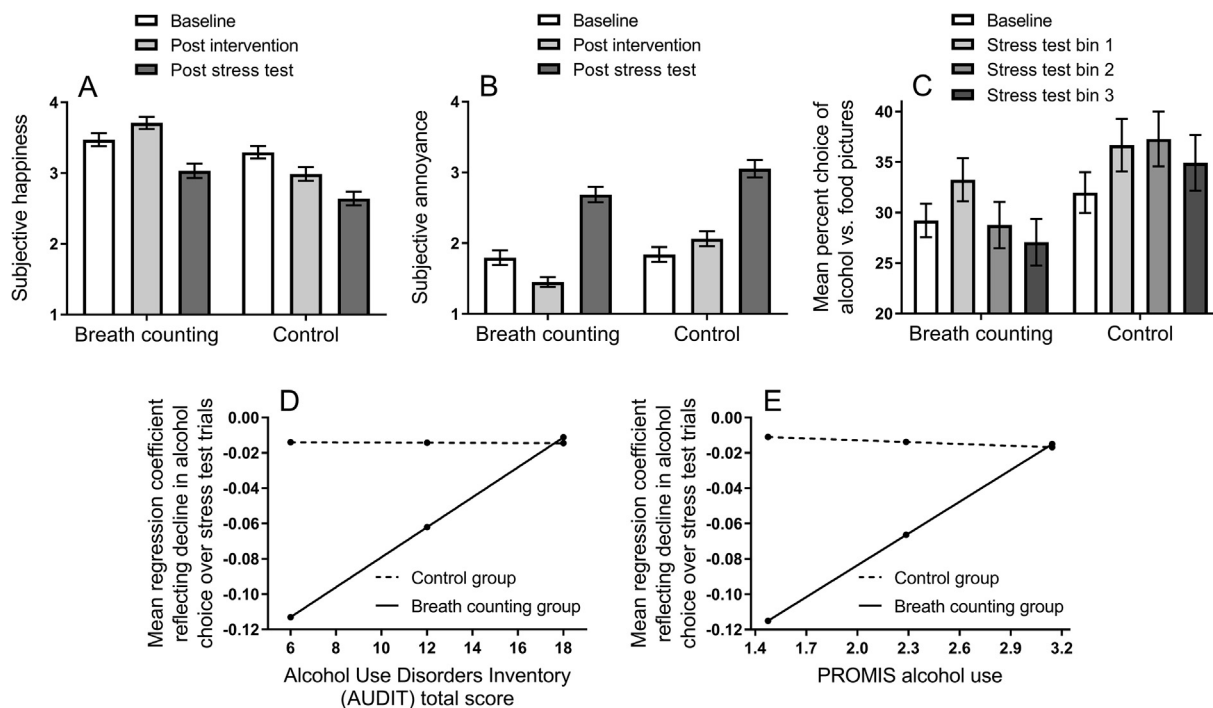 Baseline
Post intervention
Post stress test
A
Subjective happiness
4
3
2
1
Breath counting
Control
Baseline
Post intervention
Post stress test
B
Subjective annoyance
4
3
2
1
Breath counting
Control
Baseline
Stress test bin 1
Stress test bin 2
Stress test bin 3
C
Mean percent choice of
alcohol vs. food pictures
40
35
30
25
20
Breath counting
Control
D
Mean regression coefficient
reflecting decline in alcohol
choice over stress test trials
0.00
-0.02
-0.04
-0.06
-0.08
-0.10
-0.12
Control group
Breath counting group
6 8 10 12 14 16 18
Alcohol Use Disorders Inventory
(AUDIT) total score
E
Mean regression coefficient
reflecting decline in alcohol
choice over stress test trials
0.00
-0.02
-0.04
-0.06
-0.08
-0.10
-0.12
Control group
Breath counting group
1.4 1.7 2.0 2.3 2.6 2.9 3.2
PROMIS alcohol use